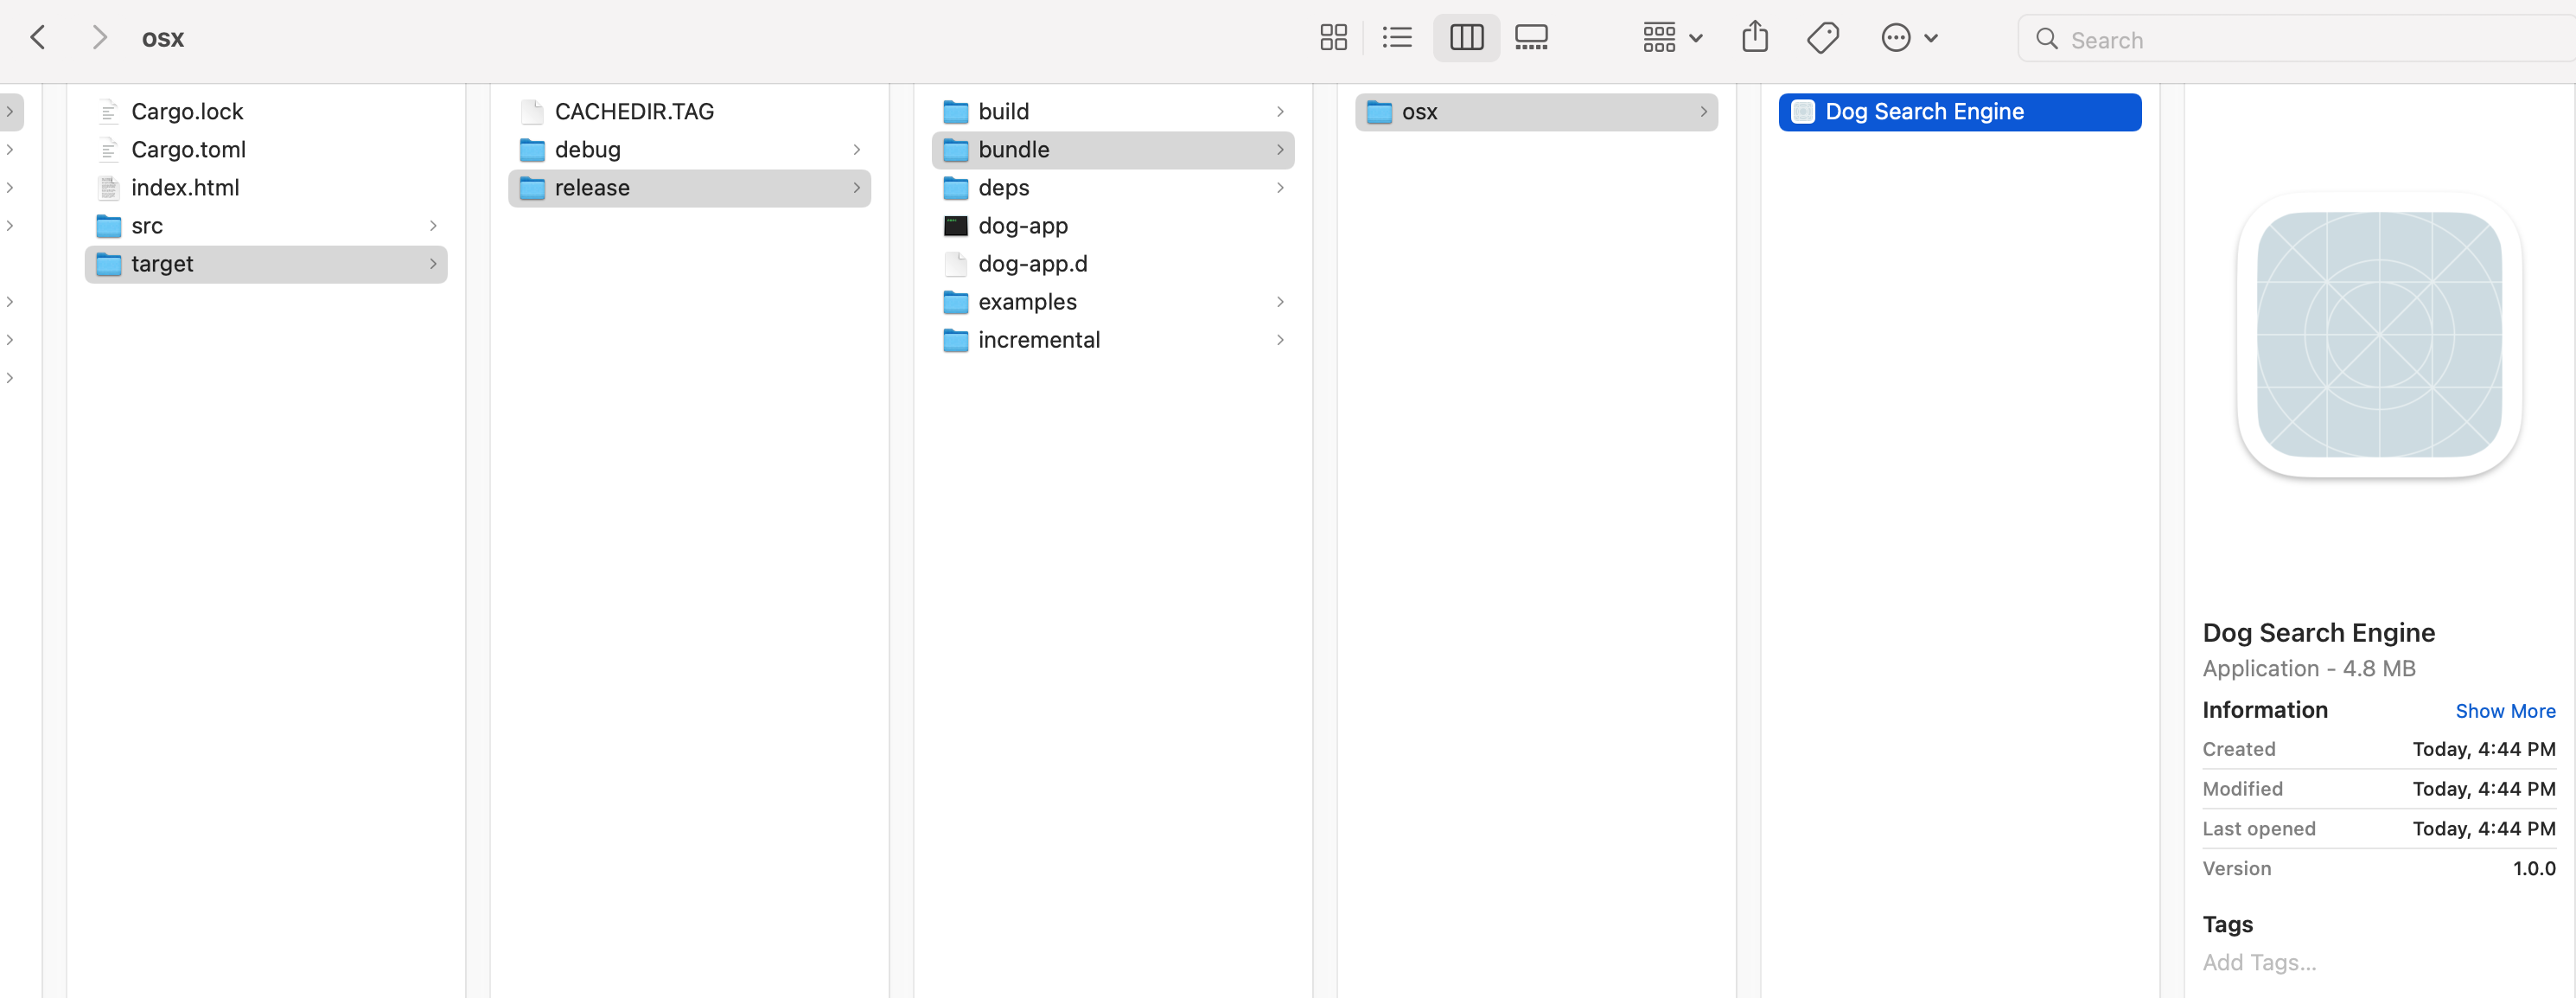 osx
Search
Cargo.lock
Cargo.toml
index.html
src
target
CACHEDIR.TAG
debug
release
build
bundle
deps
dog-app
dog-app.d
examples
incremental
osx
Dog Search Engine
Dog Search Engine
Application - 4.8 MB
Information Show More
Created Today, 4:44 PM
Modified Today, 4:44 PM
Last opened Today, 4:44 PM
Version 1.0.0
Tags
Add Tags...